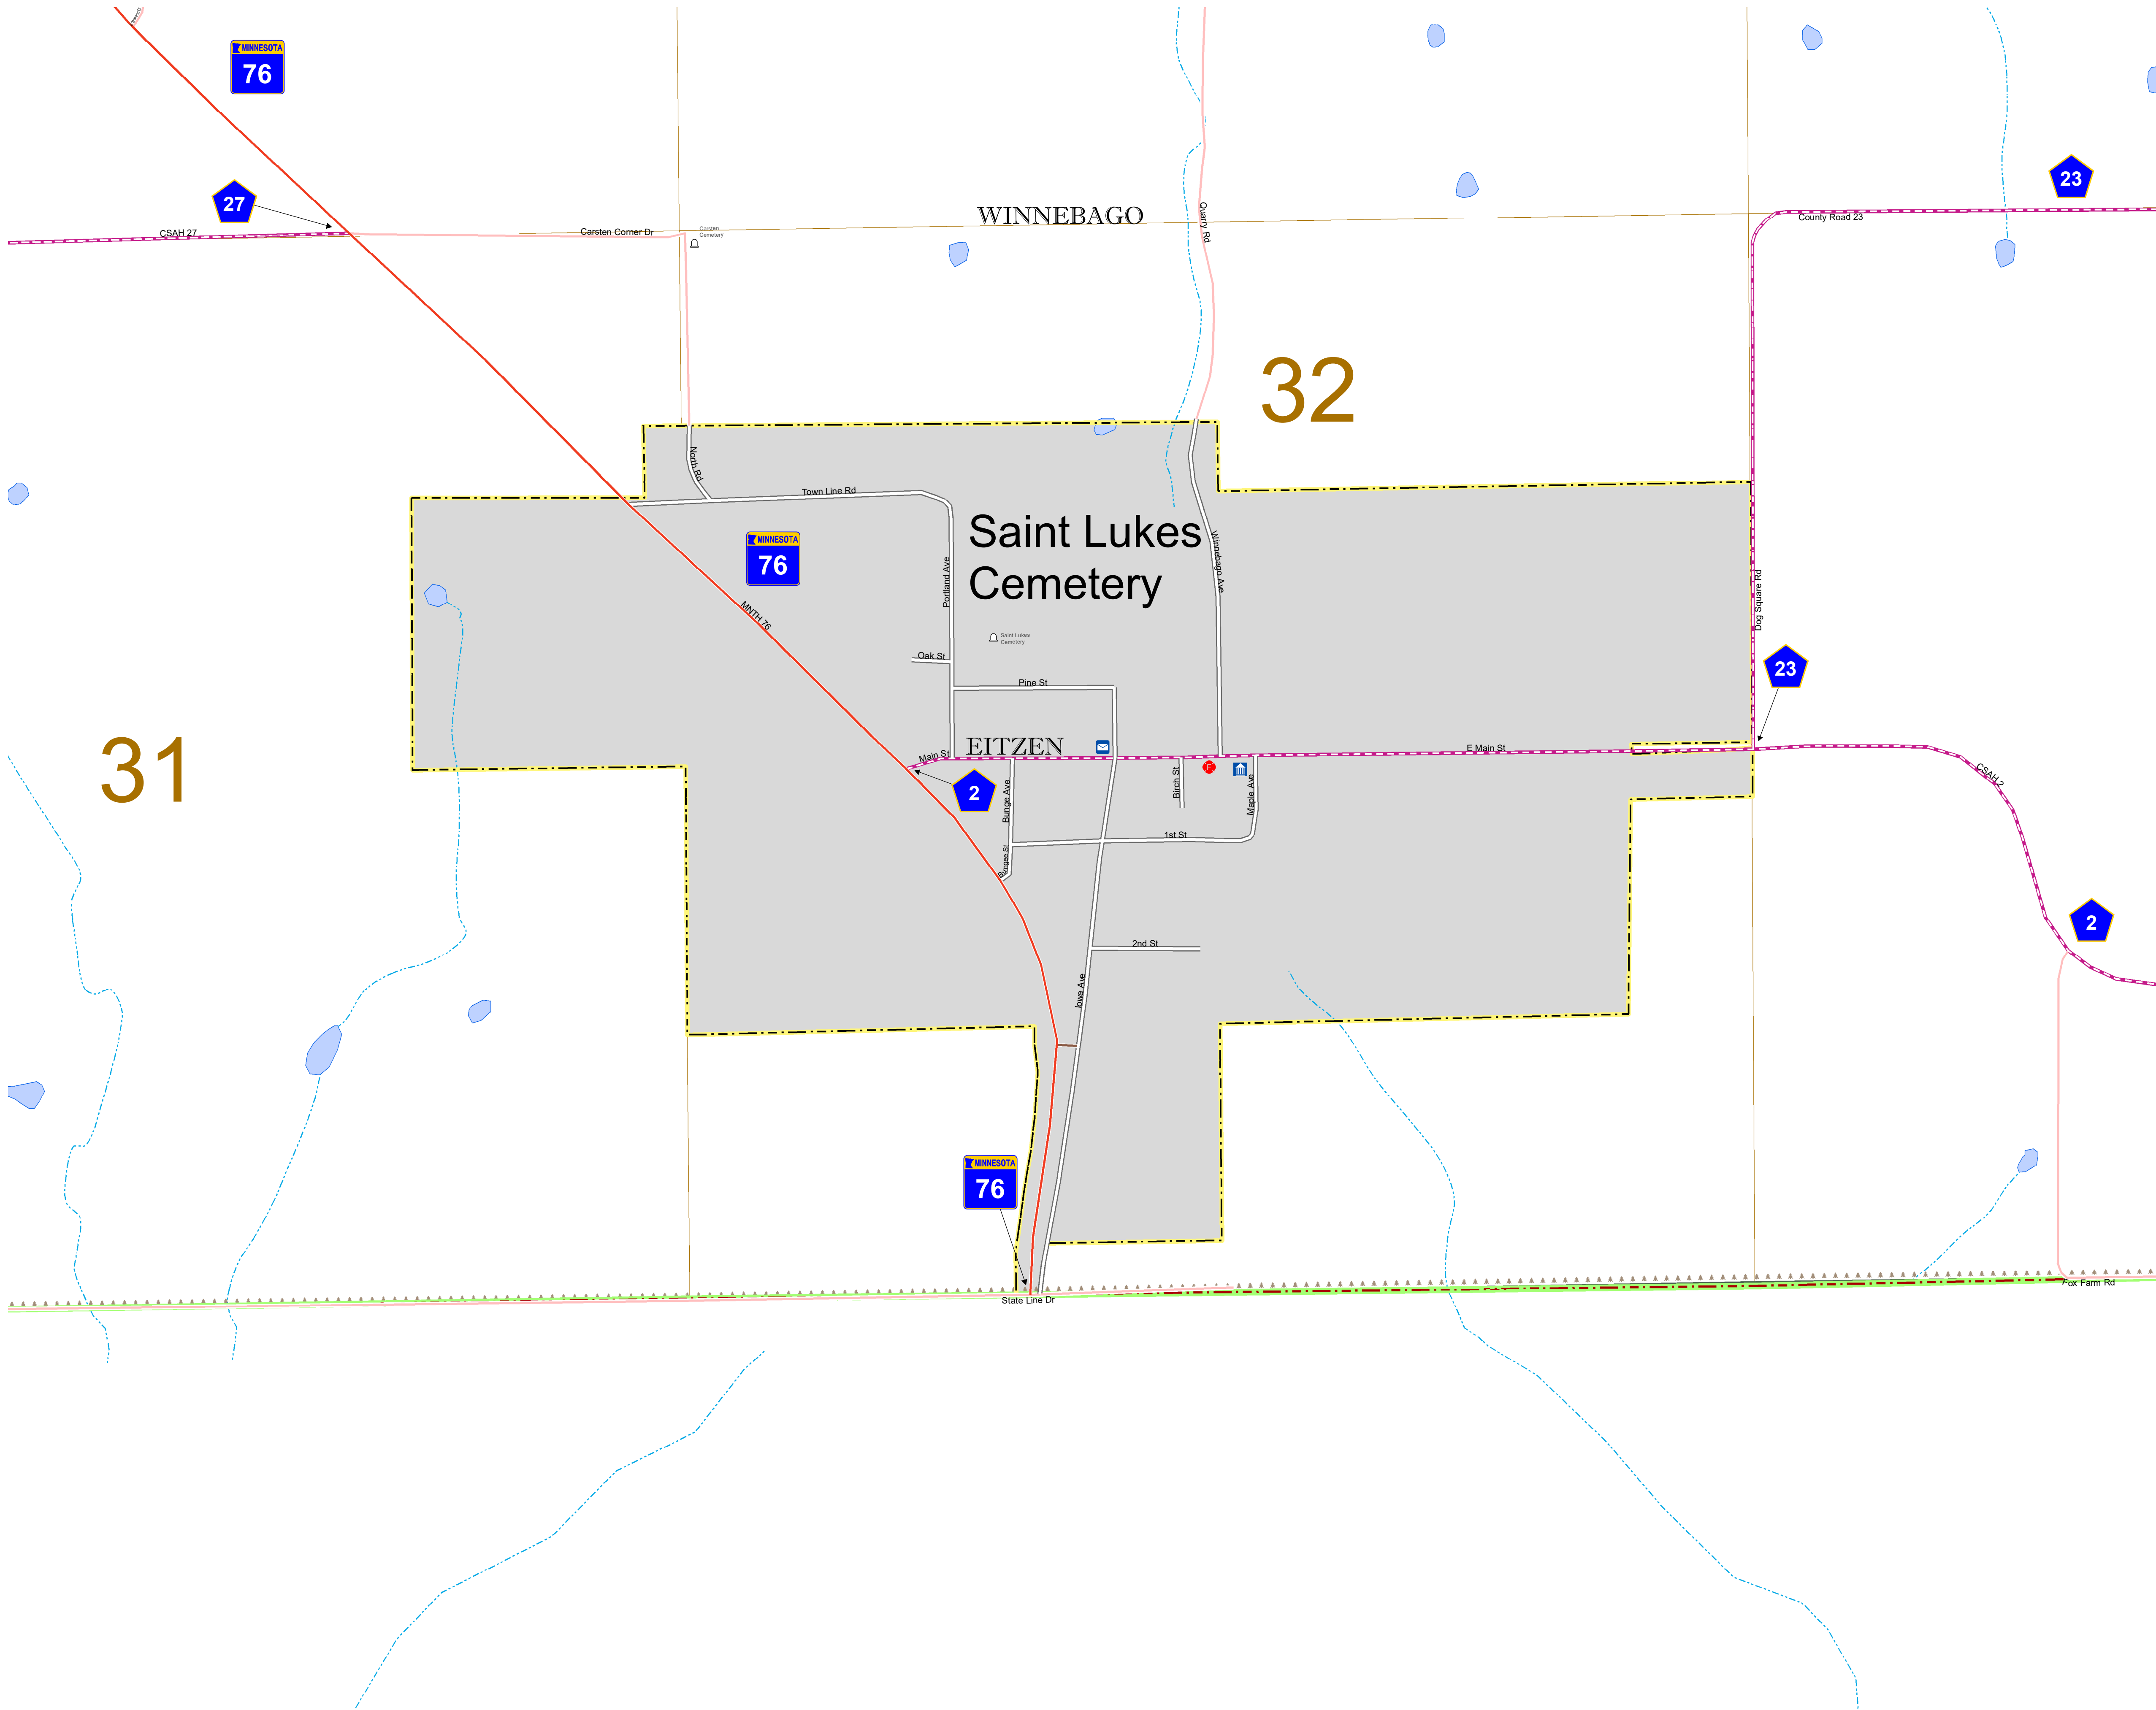 MINNESOTA
76
27
23
CSAH 27
Carsten Corner Dr
Carsten
Cemetery
WINNEBAGO
Quarry Rd
County Road 23
32
North Rd
Town Line Rd
MINNESOTA
76
Saint Lukes
Cemetery
Portland Ave
Winnebago Ave
Dog Square Rd
MNTH 76
Saint Lukes
Cemetery
Oak St
23
Pine St
31
Main St
EITZEN
E Main St
F
2
Bunge Ave
Birch St
Maple Ave
CSAH 2
1st St
2
2nd St
Iowa Ave
MINNESOTA
76
State Line Dr
Fox Farm Rd